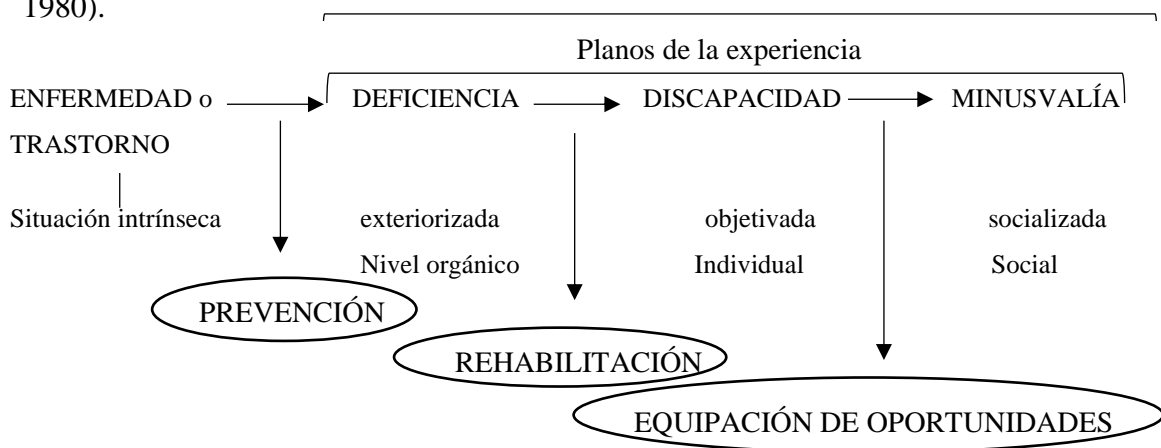 1980).
Planos de la experiencia
ENFERMEDAD o DEFICIENCIA DISCAPACIDAD MINUSVALÍA
TRASTORNO
Situación intrínseca exteriorizada objetivada socializada
Nivel orgánico Individual Social
PREVENCIÓN
REHABILITACIÓN
EQUIPACIÓN DE OPORTUNIDADES